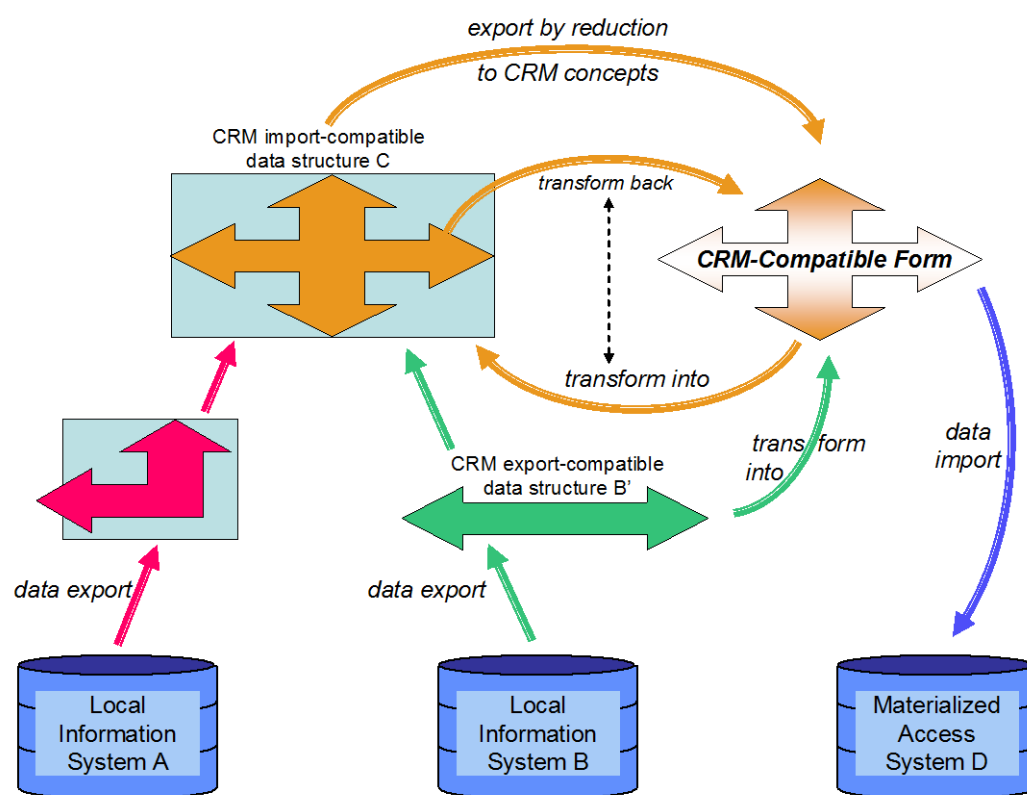 export by reduction
to CRM concepts
CRM import-compatible
data structure C
transform back
CRM-Compatible Form
transform into
CRM export-compatible
data structure B'
transform
into
data
import
data export
data export
Local
Information
System A
Local
Information
System B
Materialized
Access
System D